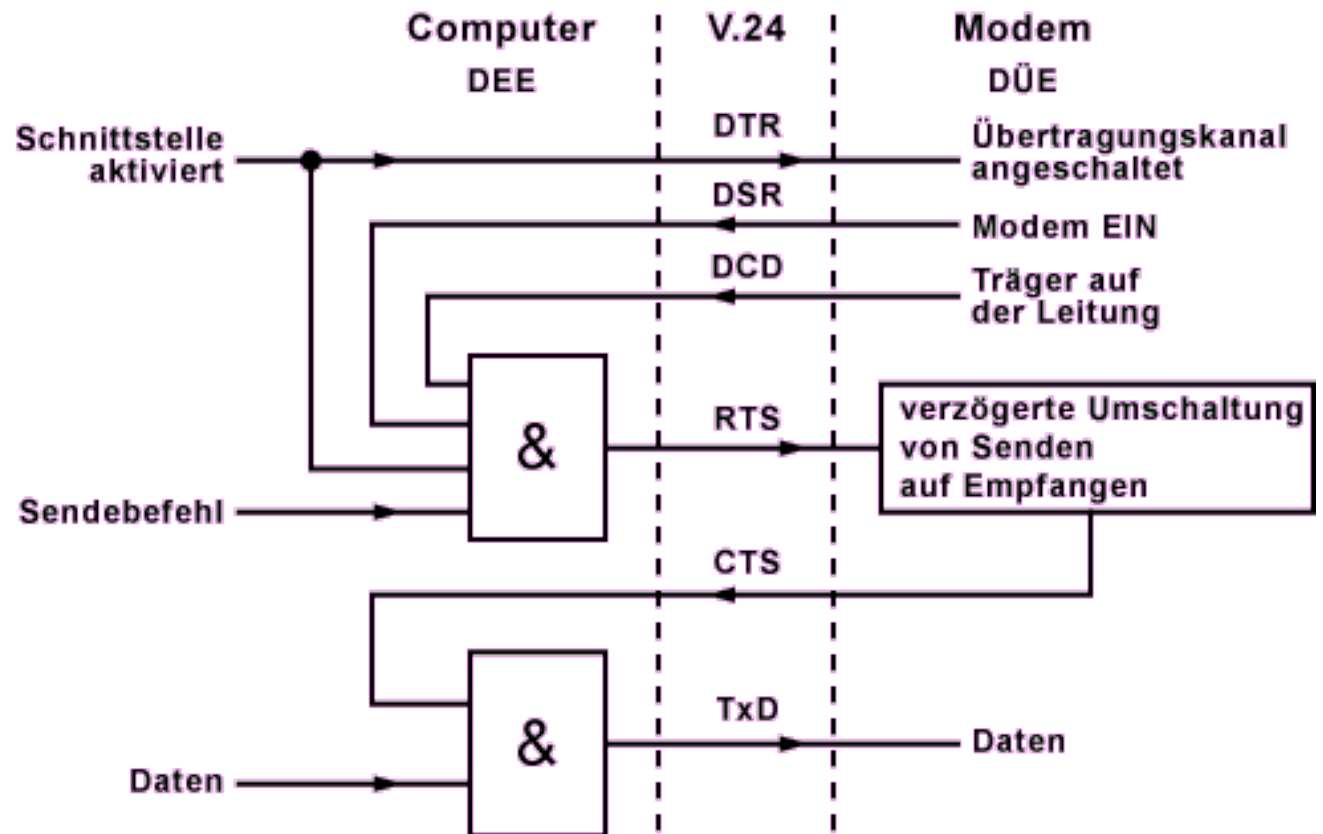 Computer V.24 Modem
DEE DÜE
Schnittstelle
aktiviert
DTR
Übertragungskanal
angeschaltet
DSR
Modem EIN
DCD
Träger auf
der Leitung
&
RTS
verzögerte Umschaltung
von Senden
auf Empfangen
Sendebefehl
CTS
&
TxD
Daten
Daten